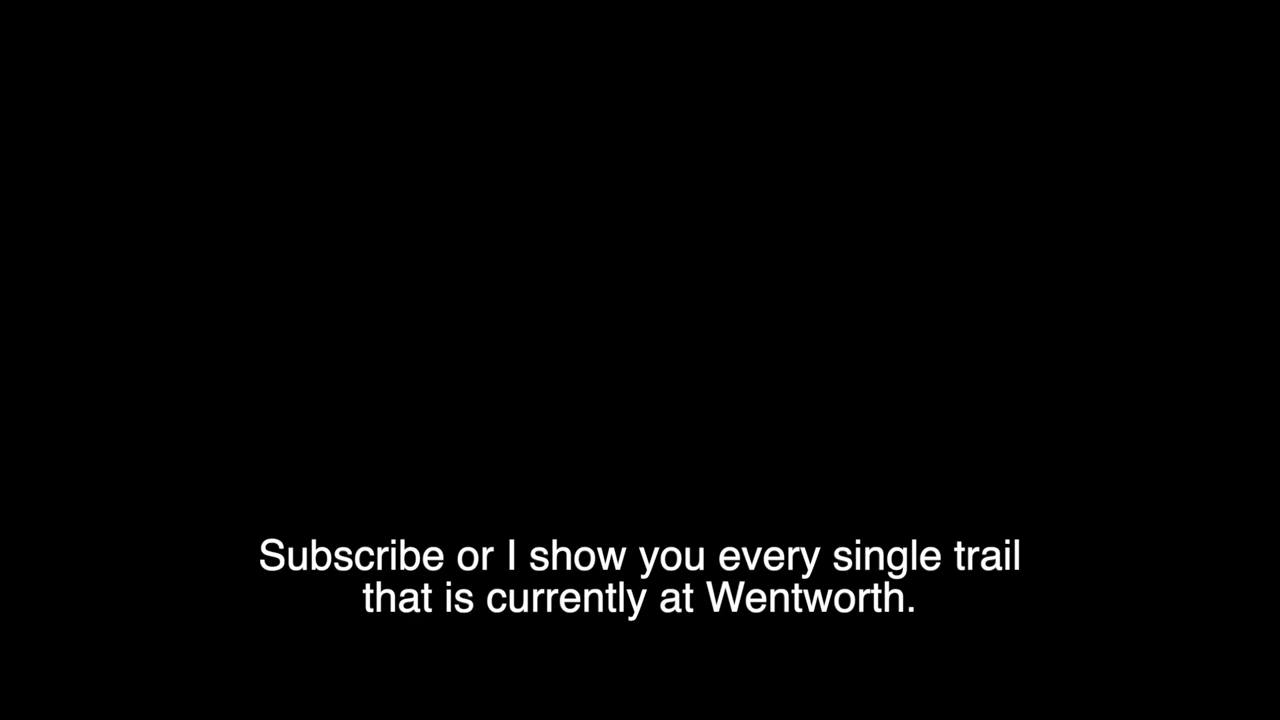 Subscribe or I show you every single trail
that is currently at Wentworth.